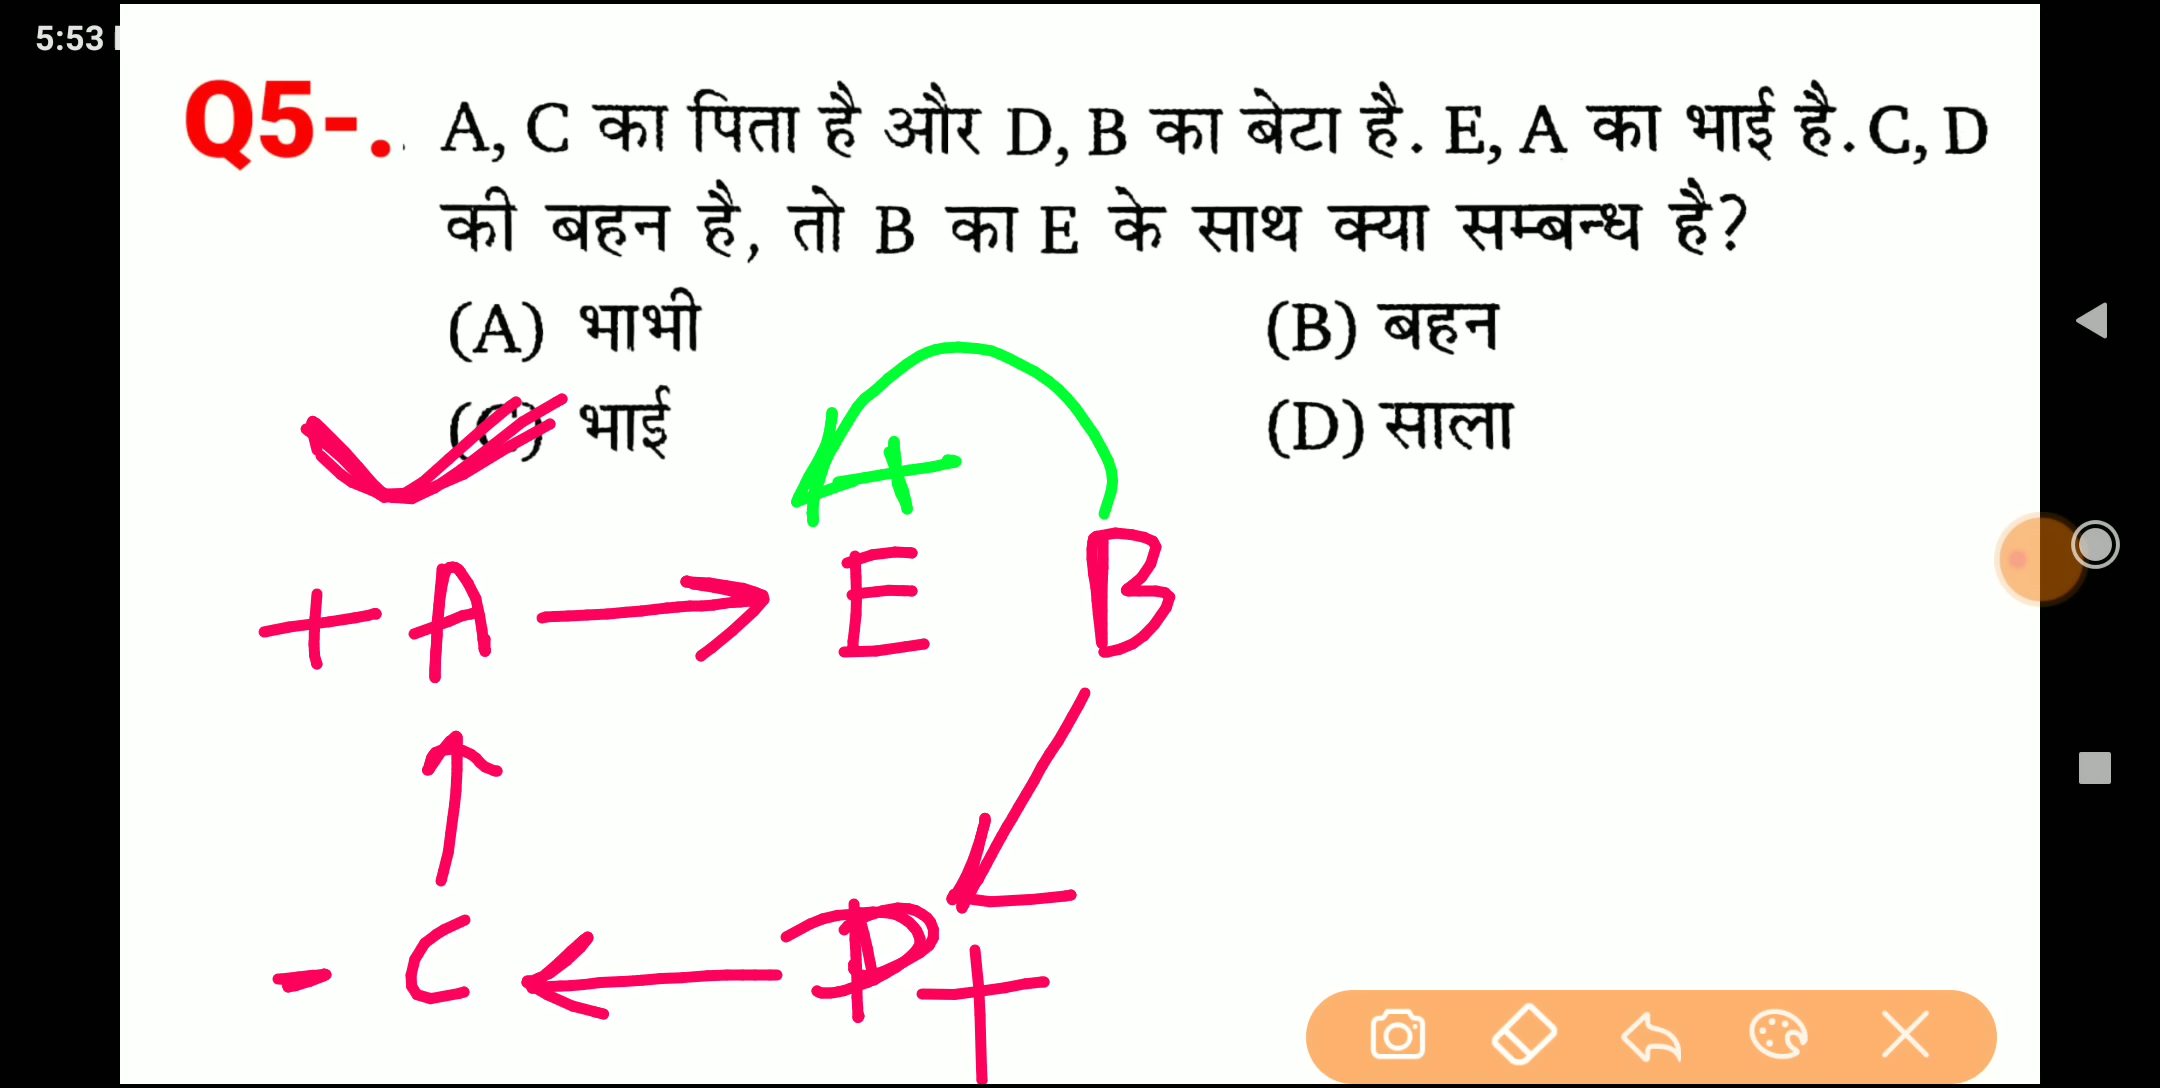 5:53
Q5-. A, C का पिता है और D, B का बेटा है. E, A का भाई है. C, D
की बहन है, तो B का E के साथ क्या सम्बन्ध है?
(A) भाभी (B) बहन
(C) भाई (D) साला
+ A → E + B
- C ← D +